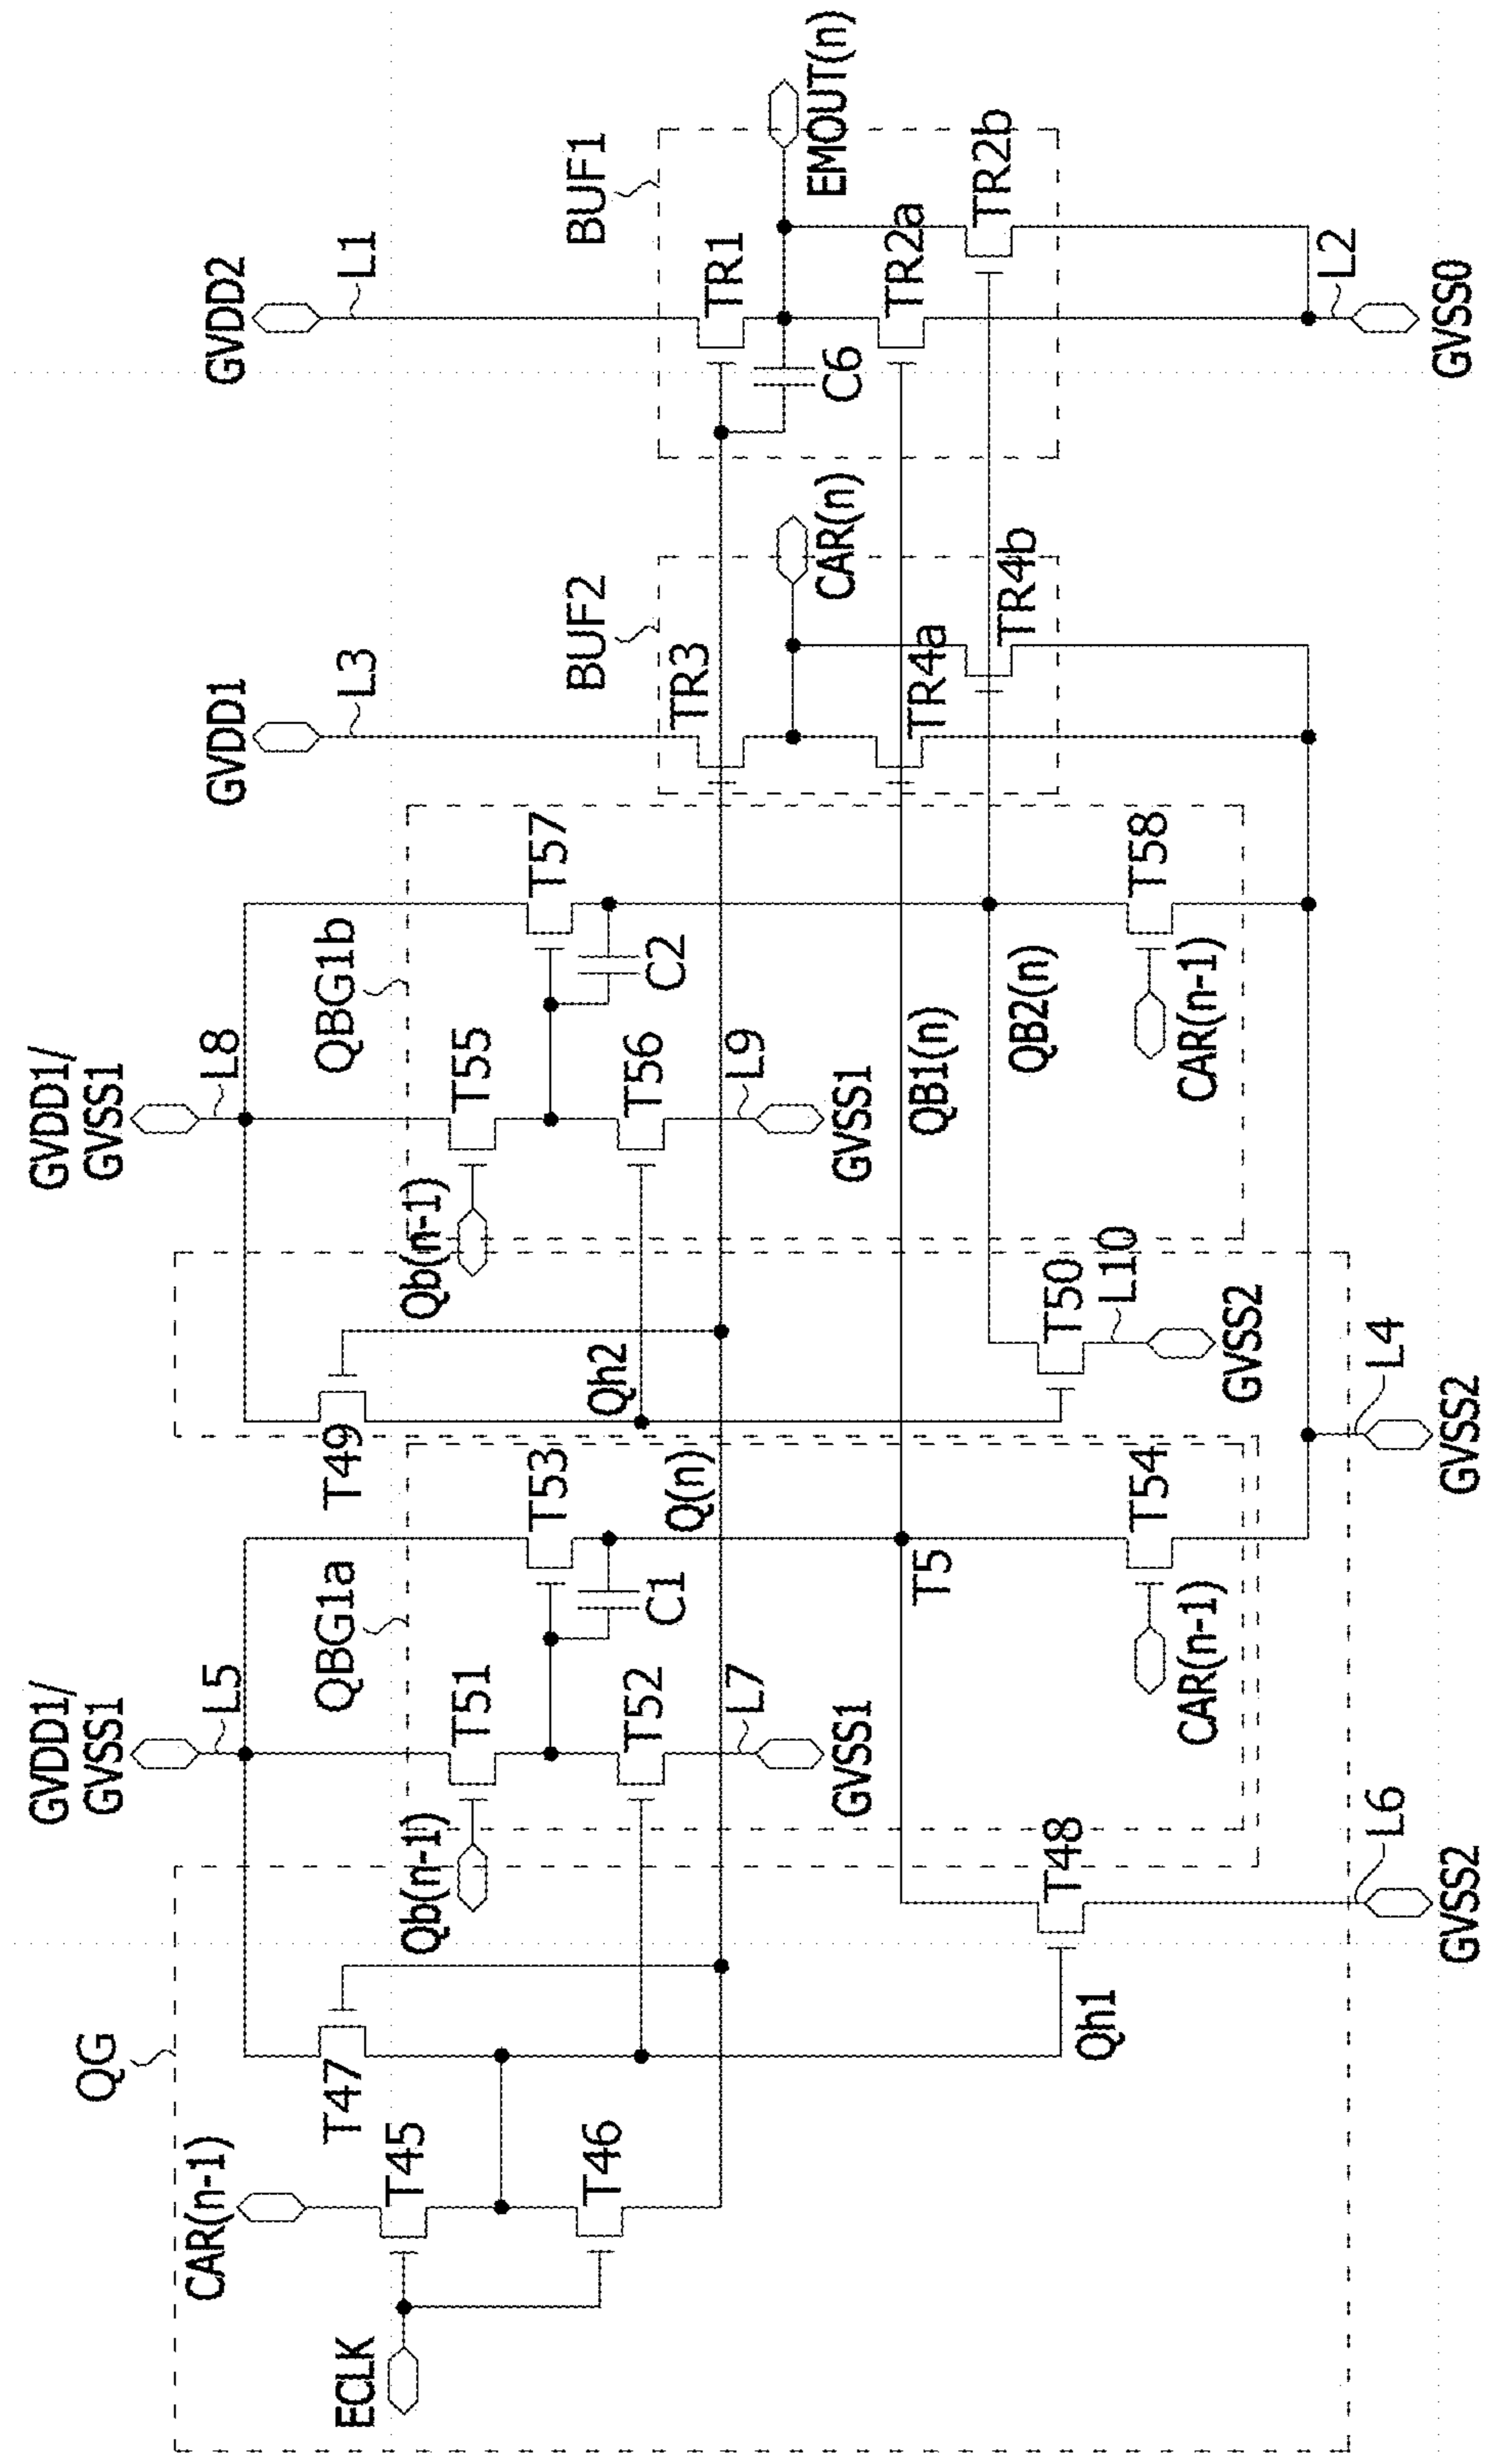 GVDD1/
GVSS1
GVDD1/
GVSS1
GVDD1
GVDD2
QG
CAR(n-1)
L5
L8
L3
L1
ECLK
T45
T47
T49
QBG1a
QBG1b
BUF2
BUF1
Qb(n-1)
T51
T53
Qb(n-1)
T55
T57
T46
T52
C1
Qh2
T56
C2
TR3
TR1
Q(n)
L7
GVSS1
L9
GVSS1
CAR(n)
C6
EMOUT(n)
T5
QB1(n)
TR4a
TR2a
QB2(n)
TR4b
TR2b
Qh1
T48
T50
L10
CAR(n-1)
T54
CAR(n-1)
T58
GVSS2
L6
GVSS2
L4
GVSS2
L2
GVSS0